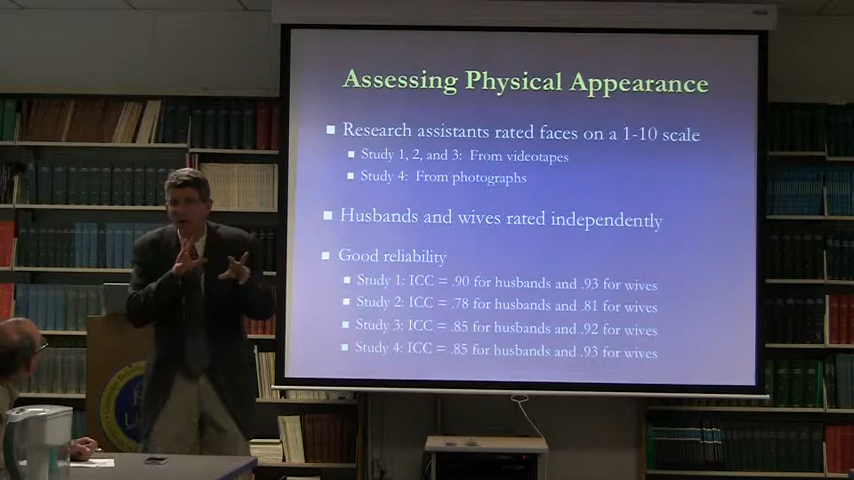 Assessing Physical Appearance
Research assistants rated faces on a 1-10 scale
Study 1, 2, and 3: From videotapes
Study 4: From photographs
Husbands and wives rated independently
Good reliability
Study 1: ICC = .90 for husbands and .93 for wives
Study 2: ICC = .78 for husbands and .81 for wives
Study 3: ICC = .85 for husbands and .92 for wives
Study 4: ICC = .85 for husbands and .93 for wives